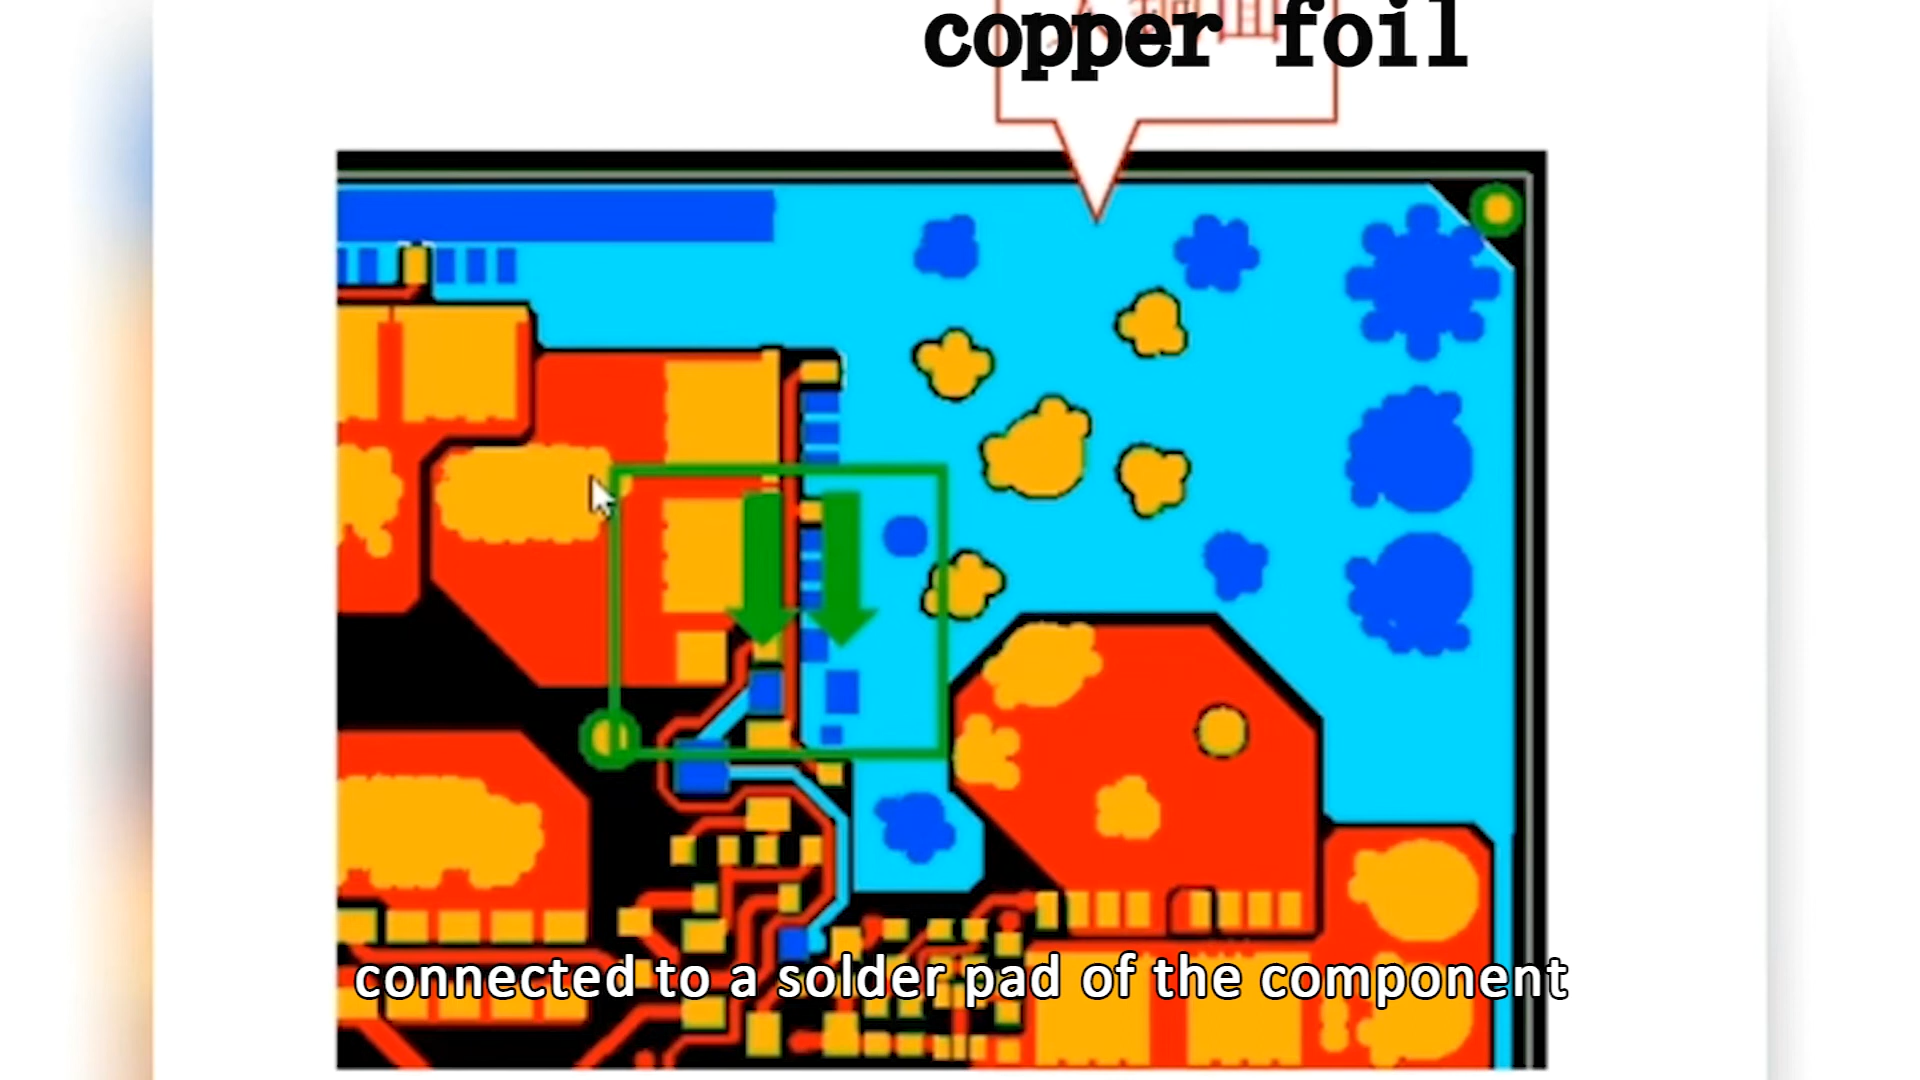 copper foil
connected to a solder pad of the component